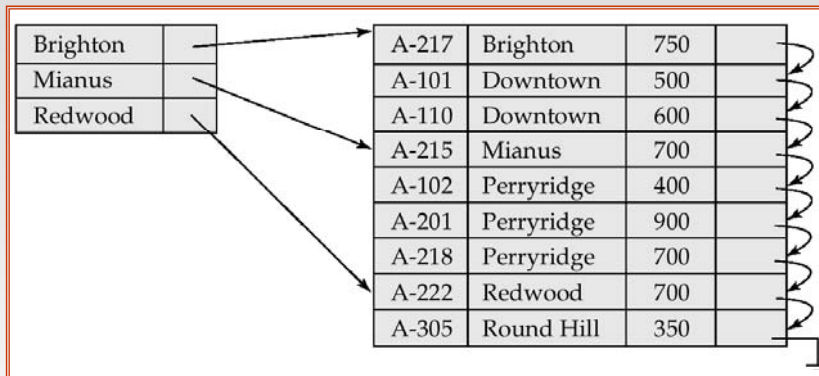 Brighton
Mianus
Redwood
A-217 Brighton 750
A-101 Downtown 500
A-110 Downtown 600
A-215 Mianus 700
A-102 Perryridge 400
A-201 Perryridge 900
A-218 Perryridge 700
A-222 Redwood 700
A-305 Round Hill 350